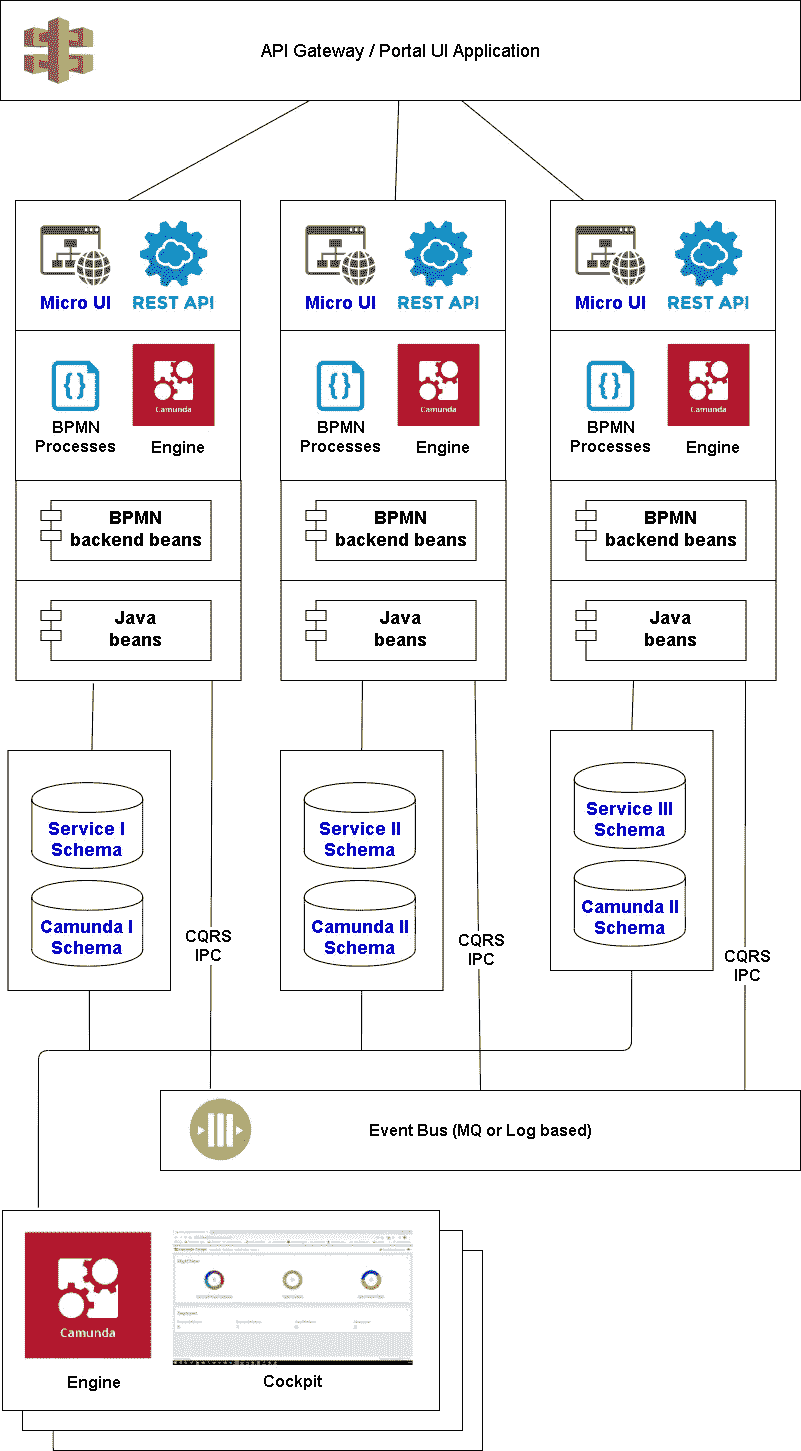 API Gateway / Portal UI Application
Micro UI
REST API
Micro UI
REST API
Micro UI
REST API
BPMN
Processes
Camunda
Engine
BPMN
Processes
Camunda
Engine
BPMN
Processes
Camunda
Engine
BPMN
backend beans
BPMN
backend beans
BPMN
backend beans
Java
beans
Java
beans
Java
beans
Service I
Schema
Service II
Schema
Service III
Schema
Camunda I
Schema
Camunda II
Schema
Camunda II
Schema
CQRS
IPC
CQRS
IPC
CQRS
IPC
Event Bus (MQ or Log based)
Camunda
Engine
Cockpit